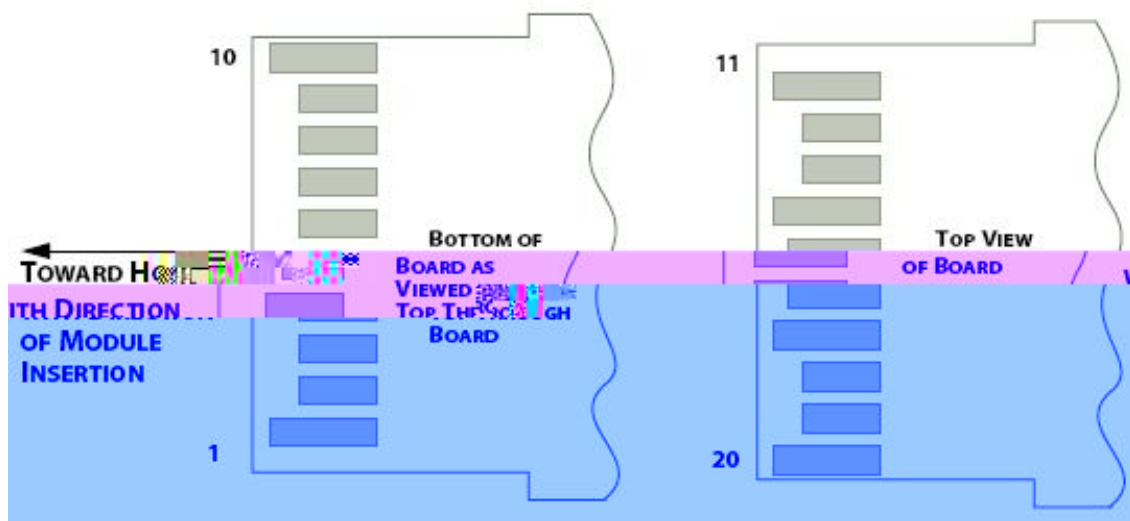 10
11
BOTTOM OF
TOP VIEW
TOWARD
BOARD AS
OF BOARD
VIEWED
ITH DIRECTION
TOP
OF MODULE
BOARD
INSERTION
1
20